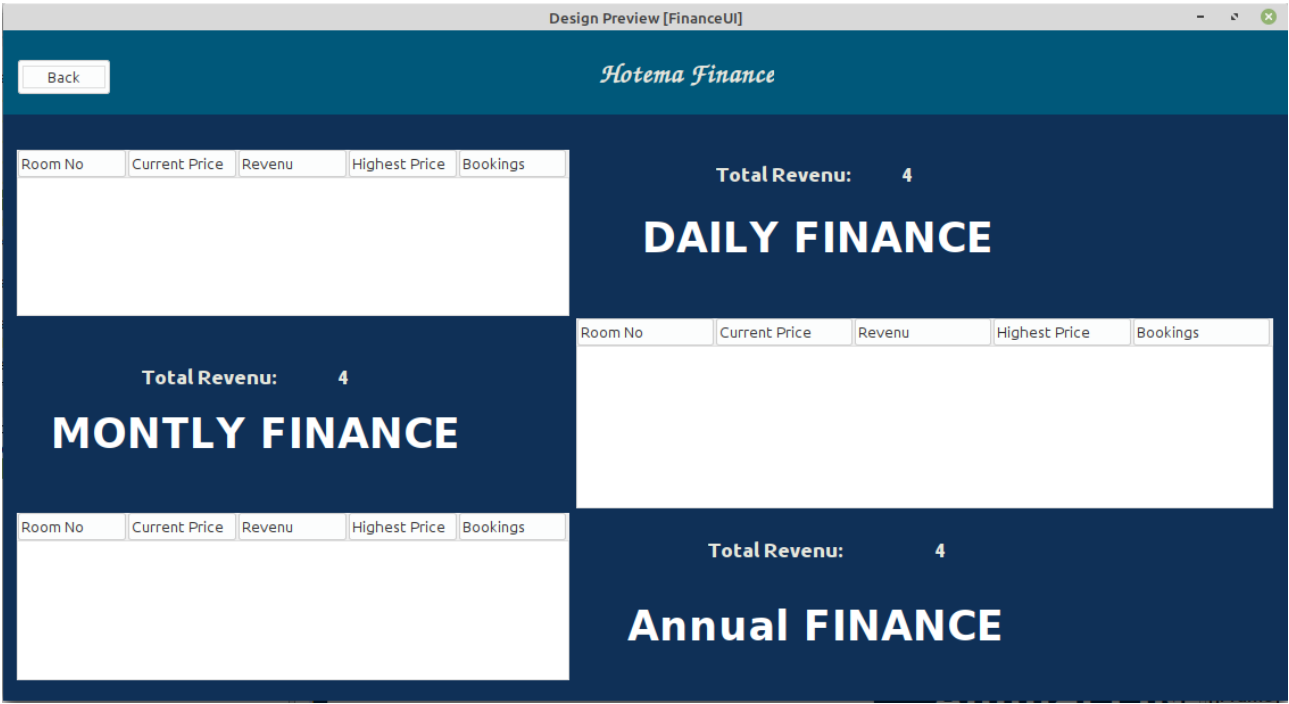 Design Preview [FinanceUI]
Back
Hotema Finance
Room No Current Price Revenu Highest Price Bookings
Total Revenu: 4
DAILY FINANCE
Room No Current Price Revenu Highest Price Bookings
Total Revenu: 4
MONTLY FINANCE
Room No Current Price Revenu Highest Price Bookings
Total Revenu: 4
Annual FINANCE